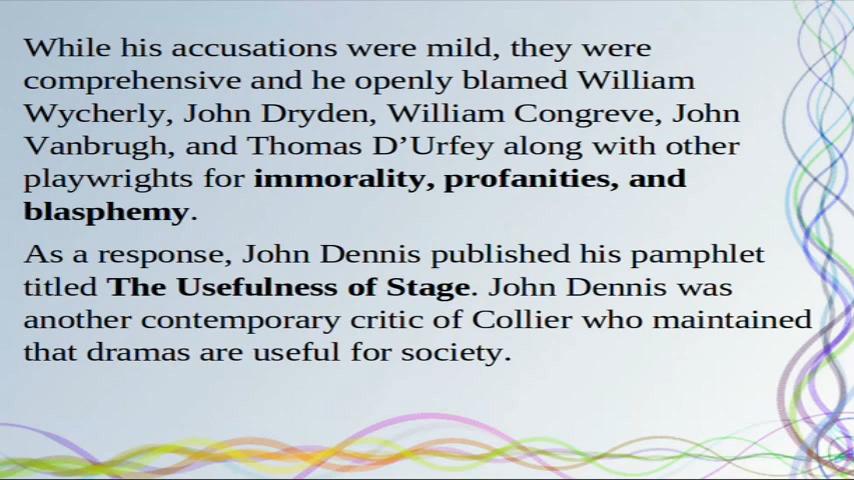 While his accusations were mild, they were
comprehensive and he openly blamed William
Wycherly, John Dryden, William Congreve, John
Vanbrugh, and Thomas D’Urfey along with other
playwrights for immorality, profanities, and
blasphemy.
As a response, John Dennis published his pamphlet
titled The Usefulness of Stage. John Dennis was
another contemporary critic of Collier who maintained
that dramas are useful for society.